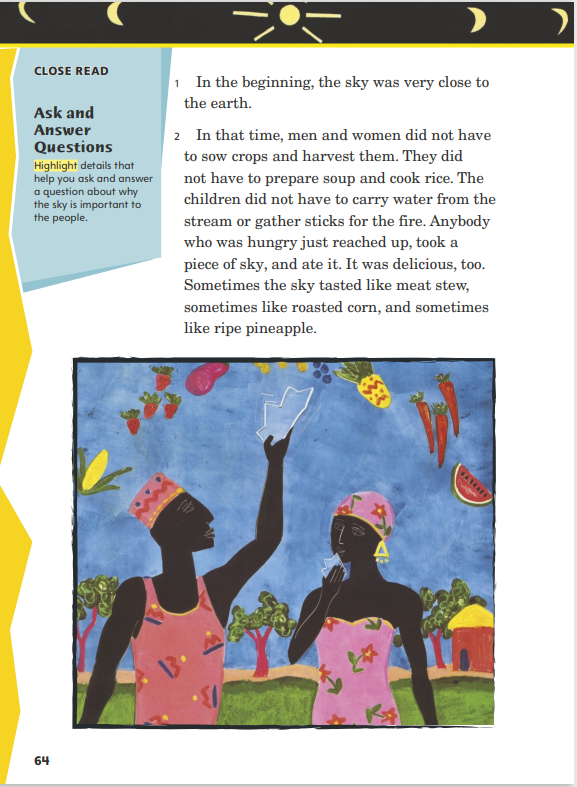 CLOSE READ
Ask and
Answer
Questions
Highlight details that
help you ask and answer
a question about why
the sky is important to
the people.
1 In the beginning, the sky was very close to
the earth.
2 In that time, men and women did not have
to sow crops and harvest them. They did
not have to prepare soup and cook rice. The
children did not have to carry water from the
stream or gather sticks for the fire. Anybody
who was hungry just reached up, took a
piece of sky, and ate it. It was delicious, too.
Sometimes the sky tasted like meat stew,
sometimes like roasted corn, and sometimes
like ripe pineapple.
64